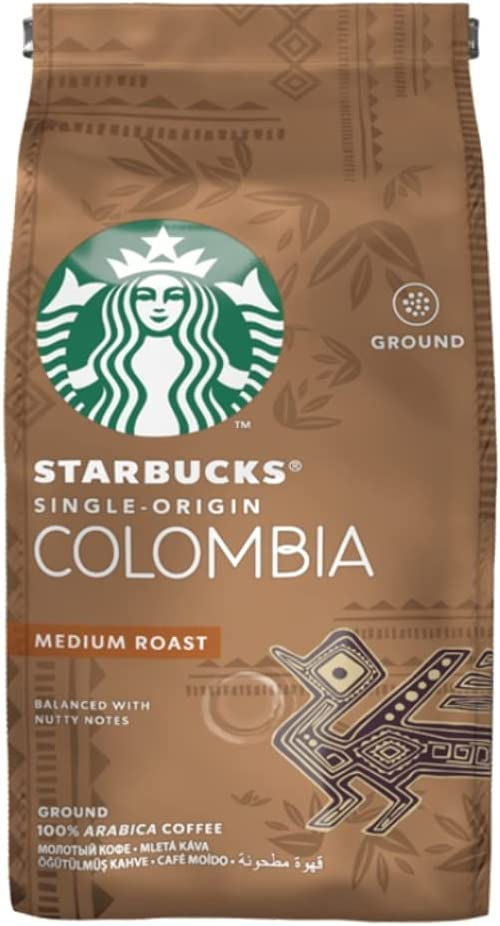 GROUND
™
STARBUCKS®
SINGLE-ORIGIN
COLOMBIA
MEDIUM ROAST
BALANCED WITH
NUTTY NOTES
GROUND
100% ARABICA COFFEE
МОЛОТЫЙ КОФЕ • MLETÁ KÁVA
ÖĞÜTÜLMÜŞ KAHVE • CAFÉ MOÍDO • قهوة مطحونة